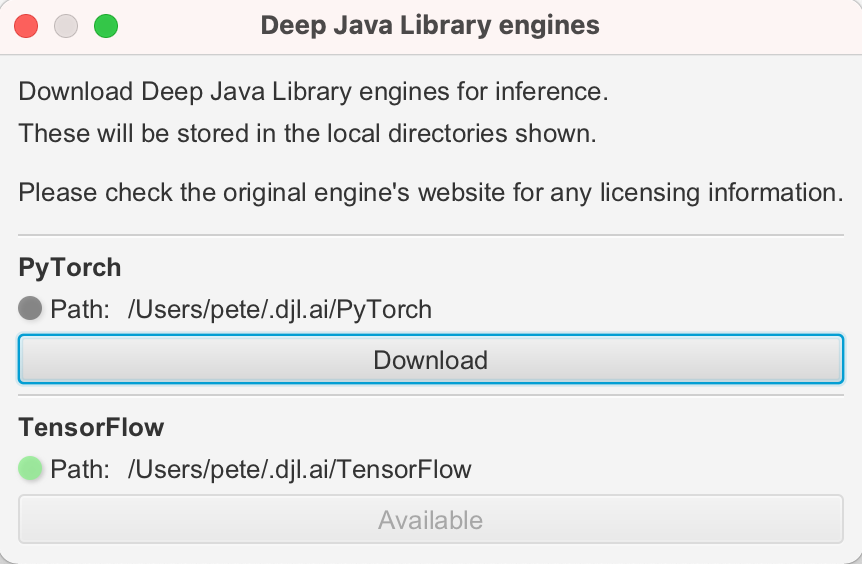 Deep Java Library engines
Download Deep Java Library engines for inference.
These will be stored in the local directories shown.
Please check the original engine's website for any licensing information.
PyTorch
Path: /Users/pete/.djl.ai/PyTorch
Download
TensorFlow
Path: /Users/pete/.djl.ai/TensorFlow
Available